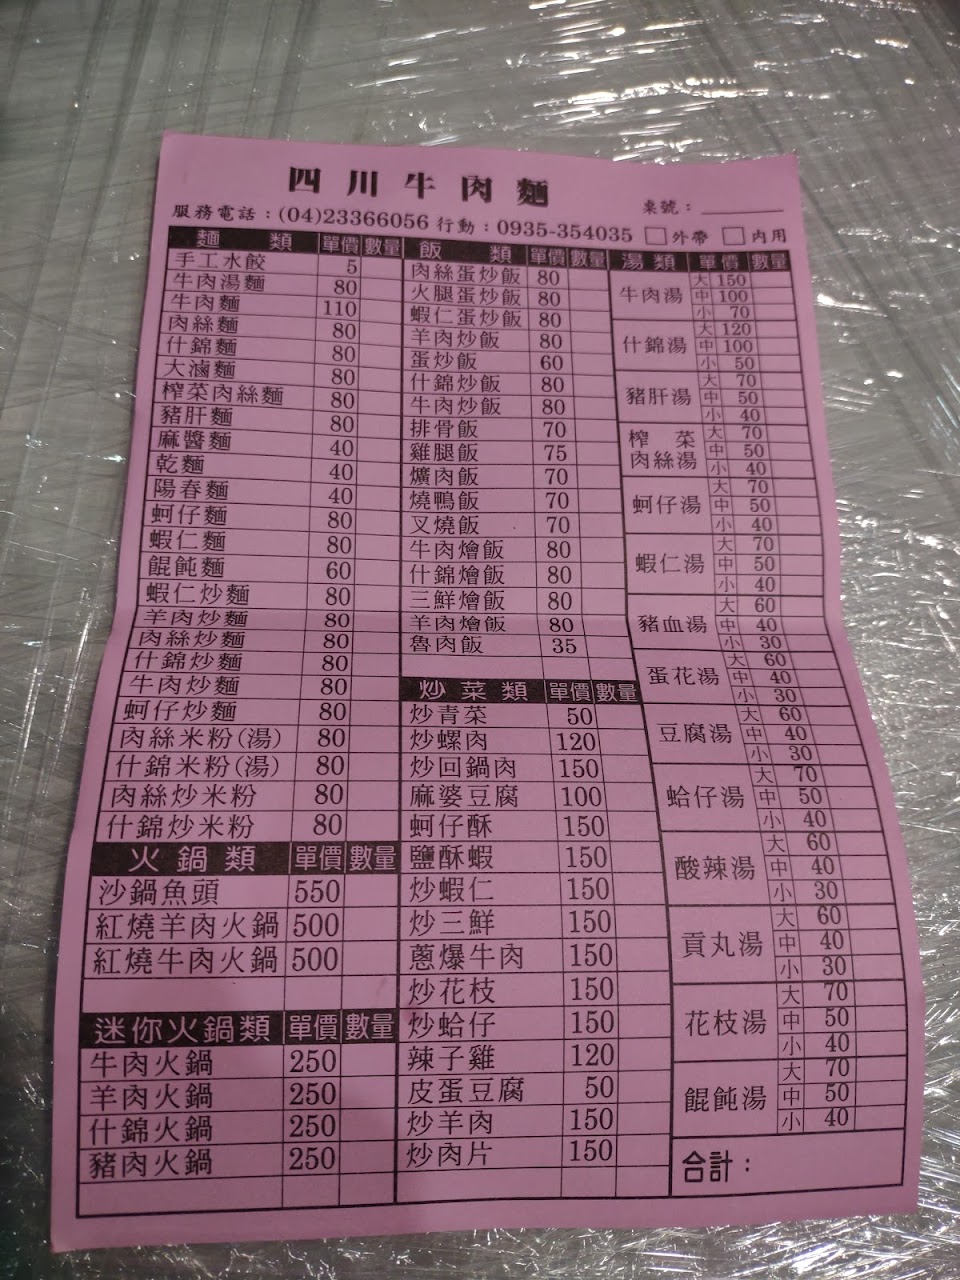 四川牛肉麵
桌號：
服務電話：(04)23366056 行動：0935-354035 □外帶 □內用
麵類 單價 數量
手工水餃 5
牛肉湯麵 80
牛肉麵 110
肉絲麵 80
什錦麵 80
大滷麵 80
榨菜肉絲麵 80
豬肝麵 80
麻醬麵 40
乾麵 40
陽春麵 40
蚵仔麵 80
蝦仁麵 80
餛飩麵 60
蝦仁炒麵 80
羊肉炒麵 80
肉絲炒麵 80
什錦炒麵 80
牛肉炒麵 80
蚵仔炒麵 80
肉絲米粉(湯) 80
什錦米粉(湯) 80
肉絲炒米粉 80
什錦炒米粉 80
火鍋類 單價 數量
沙鍋魚頭 550
紅燒羊肉火鍋 500
紅燒牛肉火鍋 500
迷你火鍋類 單價 數量
牛肉火鍋 250
羊肉火鍋 250
什錦火鍋 250
豬肉火鍋 250
飯類 單價 數量
肉絲蛋炒飯 80
火腿蛋炒飯 80
蝦仁蛋炒飯 80
羊肉炒飯 80
蛋炒飯 60
什錦炒飯 80
牛肉炒飯 80
排骨飯 70
雞腿飯 75
爌肉飯 70
燒鴨飯 70
叉燒飯 70
牛肉燴飯 80
什錦燴飯 80
三鮮燴飯 80
羊肉燴飯 80
魯肉飯 35
炒菜類 單價 數量
炒青菜 50
炒螺肉 120
炒回鍋肉 150
麻婆豆腐 100
蚵仔酥 150
鹽酥蝦 150
炒蝦仁 150
炒三鮮 150
蔥爆牛肉 150
炒花枝 150
炒蛤仔 150
辣子雞 120
皮蛋豆腐 50
炒羊肉 150
炒肉片 150
湯類 單價 數量
牛肉湯 大 150
中 100
小 70
什錦湯 大 120
中 100
小 50
豬肝湯 大 70
中 50
小 40
榨菜肉絲湯 大 70
中 50
小 40
蚵仔湯 大 70
中 50
小 40
蝦仁湯 大 70
中 50
小 40
豬血湯 大 60
中 40
小 30
蛋花湯 大 60
中 40
小 30
豆腐湯 大 60
中 40
小 30
蛤仔湯 大 70
中 50
小 40
酸辣湯 大 60
中 40
小 30
貢丸湯 大 60
中 40
小 30
花枝湯 大 70
中 50
小 40
餛飩湯 大 70
中 50
小 40
合計：